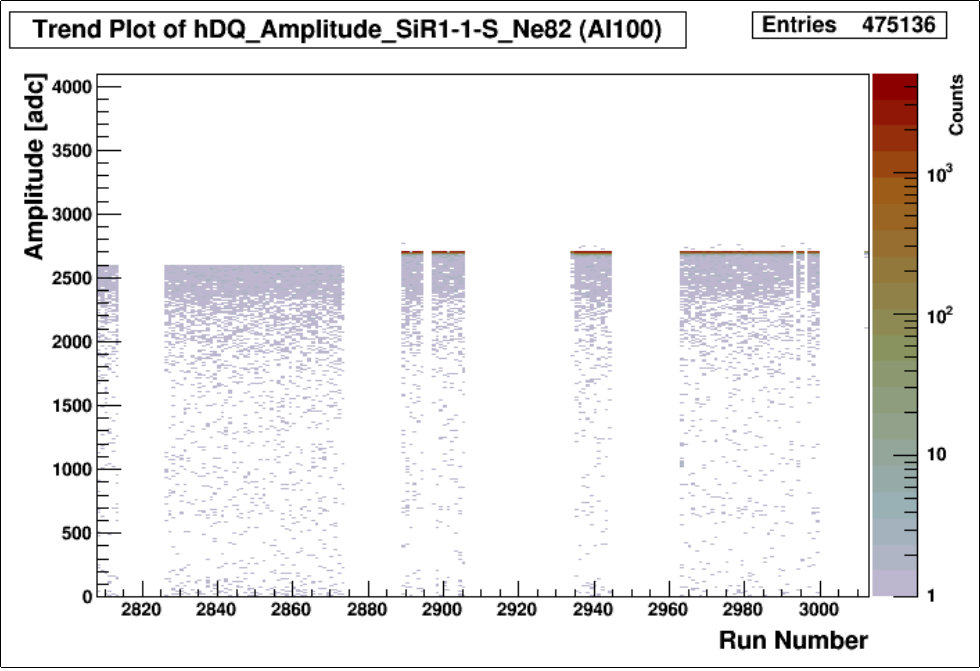 Trend Plot of hDQ_Amplitude_SiR1-1-S_Ne82 (Al100)
Entries 475136
Amplitude [adc]
4000
3500
3000
2500
2000
1500
1000
500
0
2820 2840 2860 2880 2900 2920 2940 2960 2980 3000
Run Number
Counts
10³
10²
10
1